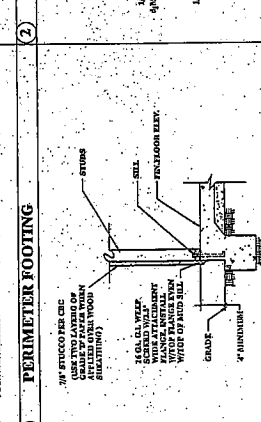 PERIMETER FOOTING
2
7/8" STUCCO PER CBC
(USE TWO LAYERS OF
GRADE 'D' PAPER WHEN
APPLIED OVER WOOD
SHEATHING)
STUDS
SILL
FIN. FLOOR ELEV.
26 GA. G.I. WEEP
SCREED W/3.5"
WIDE ATTACHMENT
FLANGE, INSTALL
W/TOP OF FLANGE EVEN
W/TOP OF MUD SILL
GRADE
4" MINIMUM